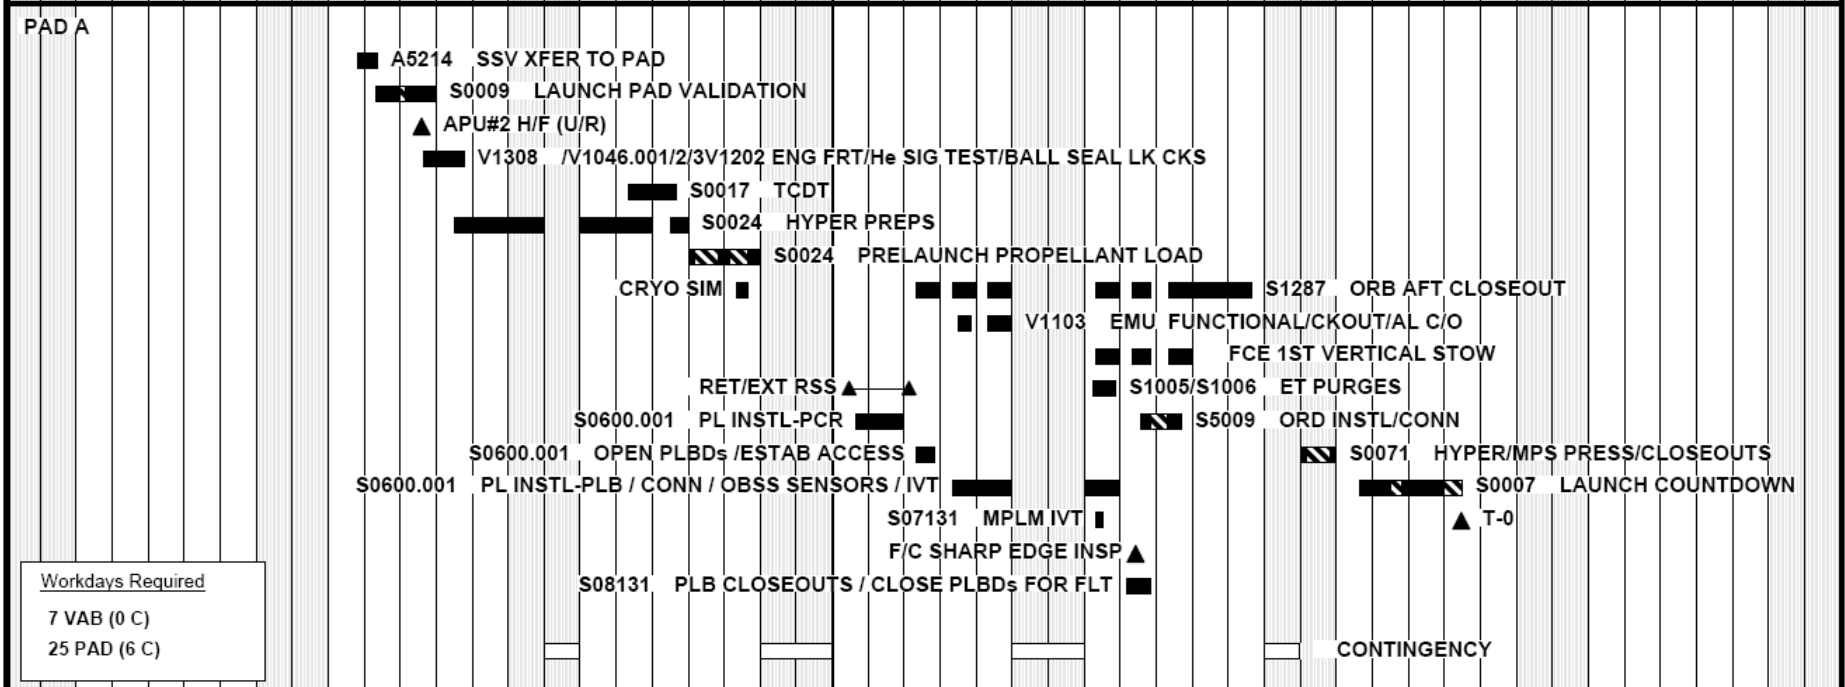 PAD A
A5214 SSV XFER TO PAD
S0009 LAUNCH PAD VALIDATION
APU#2 H/F (U/R)
V1308 /V1046.001/2/3V1202 ENG FRT/He SIG TEST/BALL SEAL LK CKS
S0017 TCDT
S0024 HYPER PREPS
S0024 PRELAUNCH PROPELLANT LOAD
CRYO SIM
S1287 ORB AFT CLOSEOUT
V1103 EMU FUNCTIONAL/CKOUT/AL C/O
FCE 1ST VERTICAL STOW
RET/EXT RSS
S1005/S1006 ET PURGES
S0600.001 PL INSTL-PCR
S5009 ORD INSTL/CONN
S0600.001 OPEN PLBDs /ESTAB ACCESS
S0071 HYPER/MPS PRESS/CLOSEOUTS
S0600.001 PL INSTL-PLB / CONN / OBSS SENSORS / IVT
S0007 LAUNCH COUNTDOWN
S07131 MPLM IVT
T-0
F/C SHARP EDGE INSP
S08131 PLB CLOSEOUTS / CLOSE PLBDs FOR FLT
Workdays Required
7 VAB (0 C)
25 PAD (6 C)
CONTINGENCY